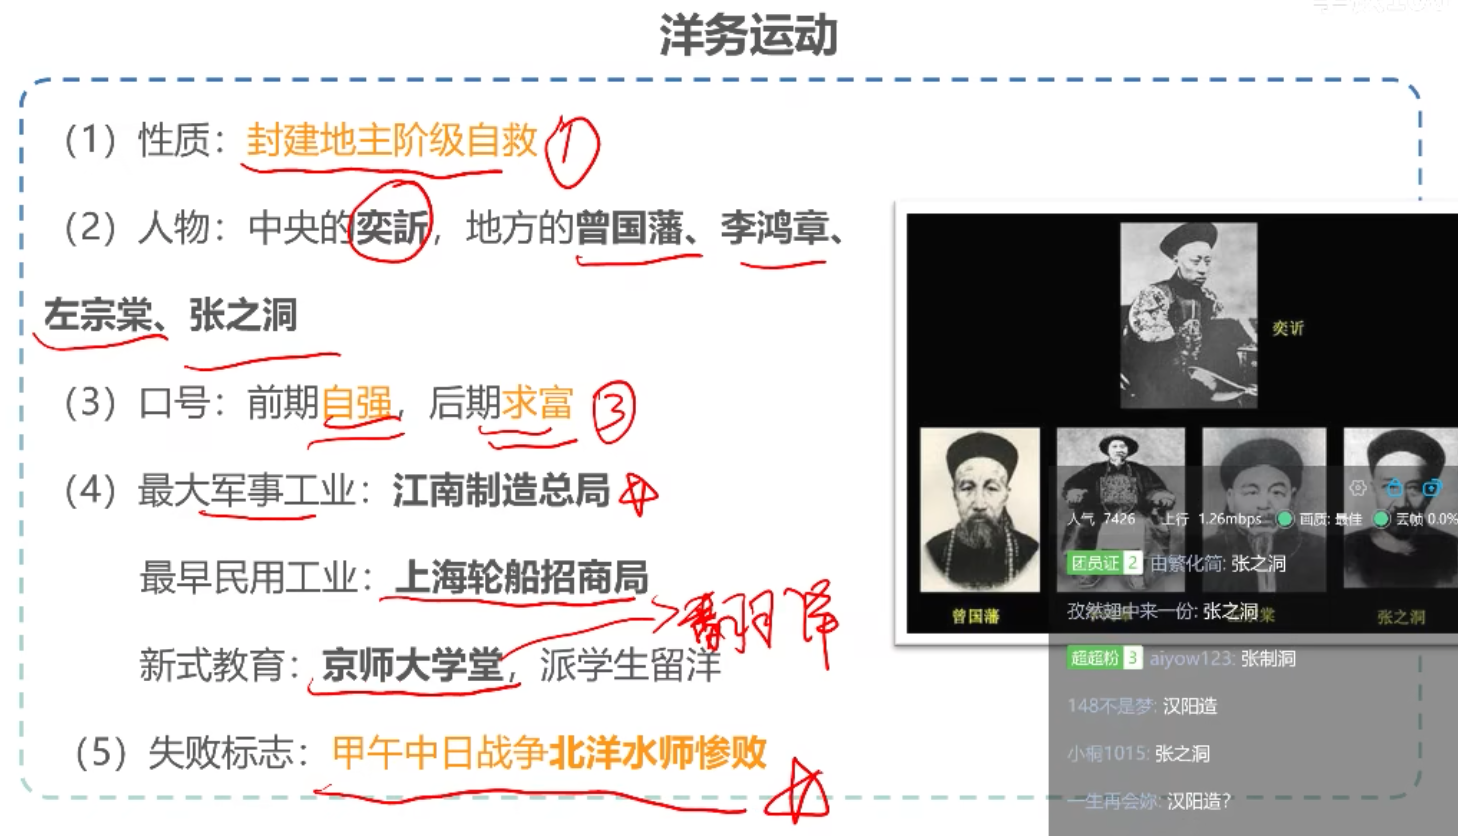 洋务运动
（1）性质：封建地主阶级自救 ①
（2）人物：中央的奕訢，地方的曾国藩、李鸿章、
左宗棠、张之洞
（3）口号：前期自强，后期求富 ③
（4）最大军事工业：江南制造总局
最早民用工业：上海轮船招商局
新式教育：京师大学堂，派学生留洋
翻译
（5）失败标志：甲午中日战争北洋水师惨败
奕䜣
曾国藩
棠
张之洞
人气 7426 上行 1.26mbps 画质: 最佳 丢帧 0.0%
团员证 2 由繁化简: 张之洞
孜然翅中来一份: 张之洞
超超粉 3 aiyow123: 张制洞
148不是梦: 汉阳造
小桐1015: 张之洞
一生再会妳: 汉阳造?